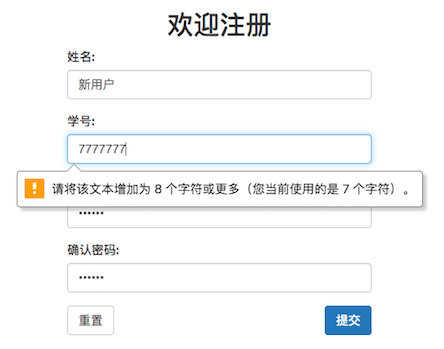 欢迎注册
姓名:
新用户
学号:
7777777
请将该文本增加为 8 个字符或更多（您当前使用的是 7 个字符）。
••••••
确认密码:
••••••
重置 提交